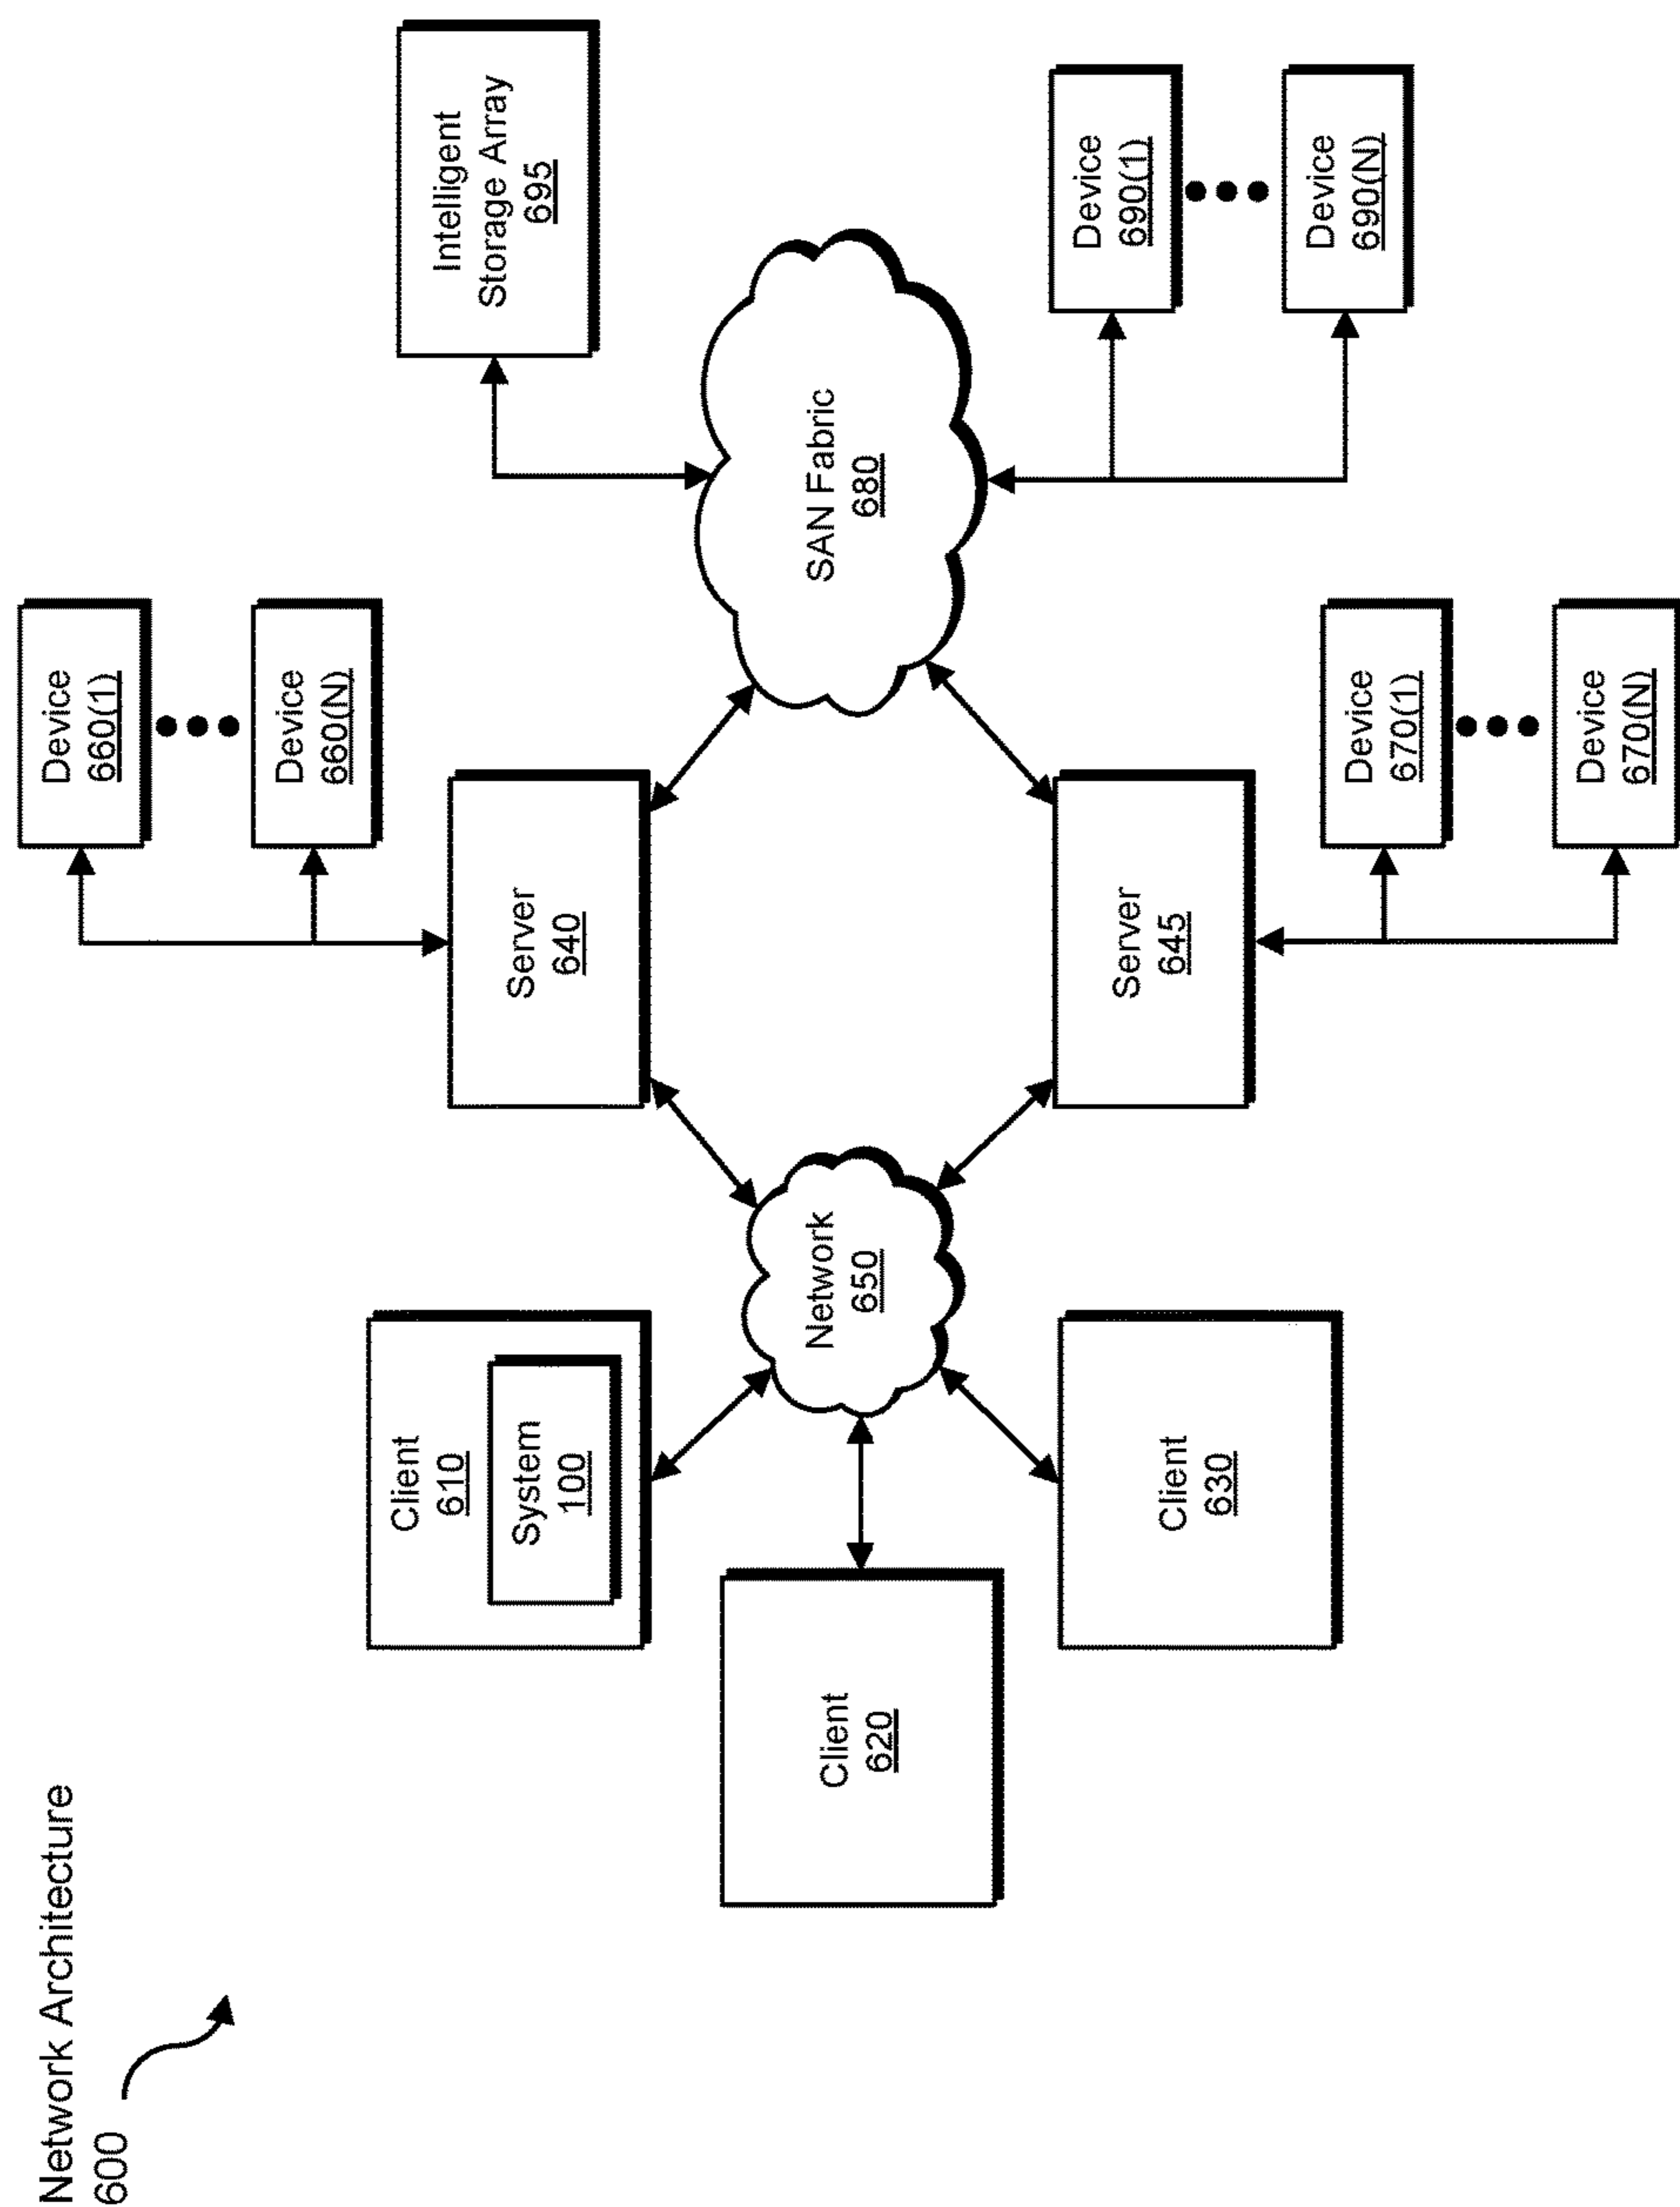 Network Architecture
600
Client
610
System
100
Client
620
Client
630
Network
650
Server
640
Server
645
Device
660(1)
Device
660(N)
Device
670(1)
Device
670(N)
SAN Fabric
680
Intelligent
Storage Array
695
Device
690(1)
Device
690(N)